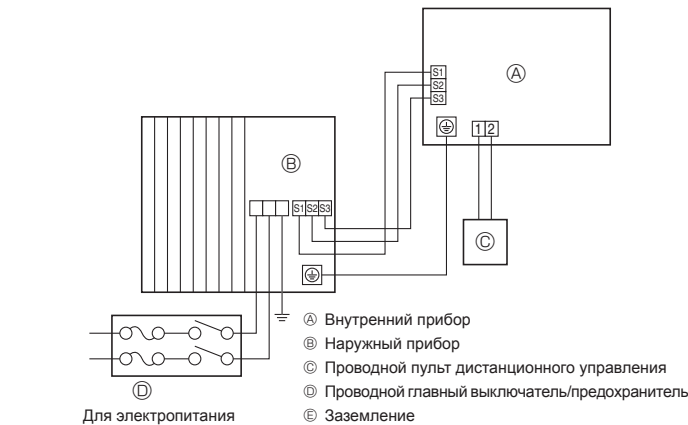 Ⓐ
S1
S2
S3
1 2
Ⓑ
S1 S2 S3
Ⓒ
Ⓓ
Для электропитания
Ⓐ Внутренний прибор
Ⓑ Наружный прибор
Ⓒ Проводной пульт дистанционного управления
Ⓓ Проводной главный выключатель/предохранитель
Ⓔ Заземление